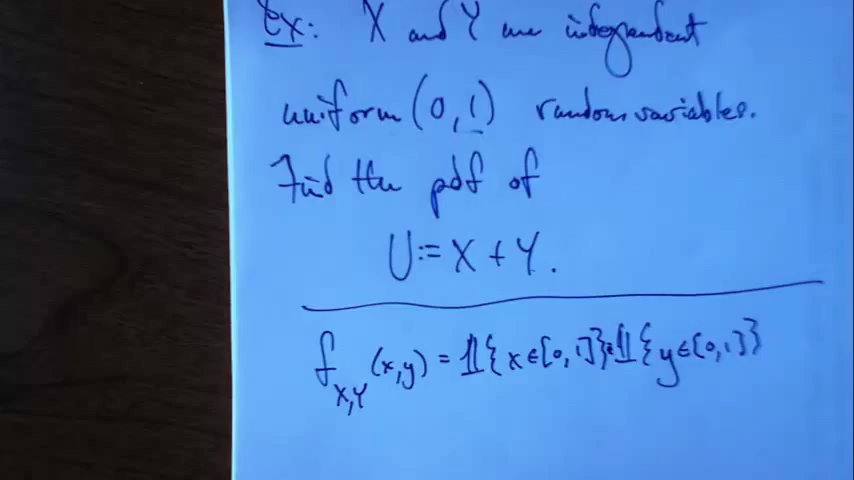 Ex: X and Y are independent
uniform (0,1) random variables.
Find the pdf of
U := X + Y.
f_{X,Y}(x,y) = 𝟙{x∈[0,1]}·𝟙{y∈[0,1]}